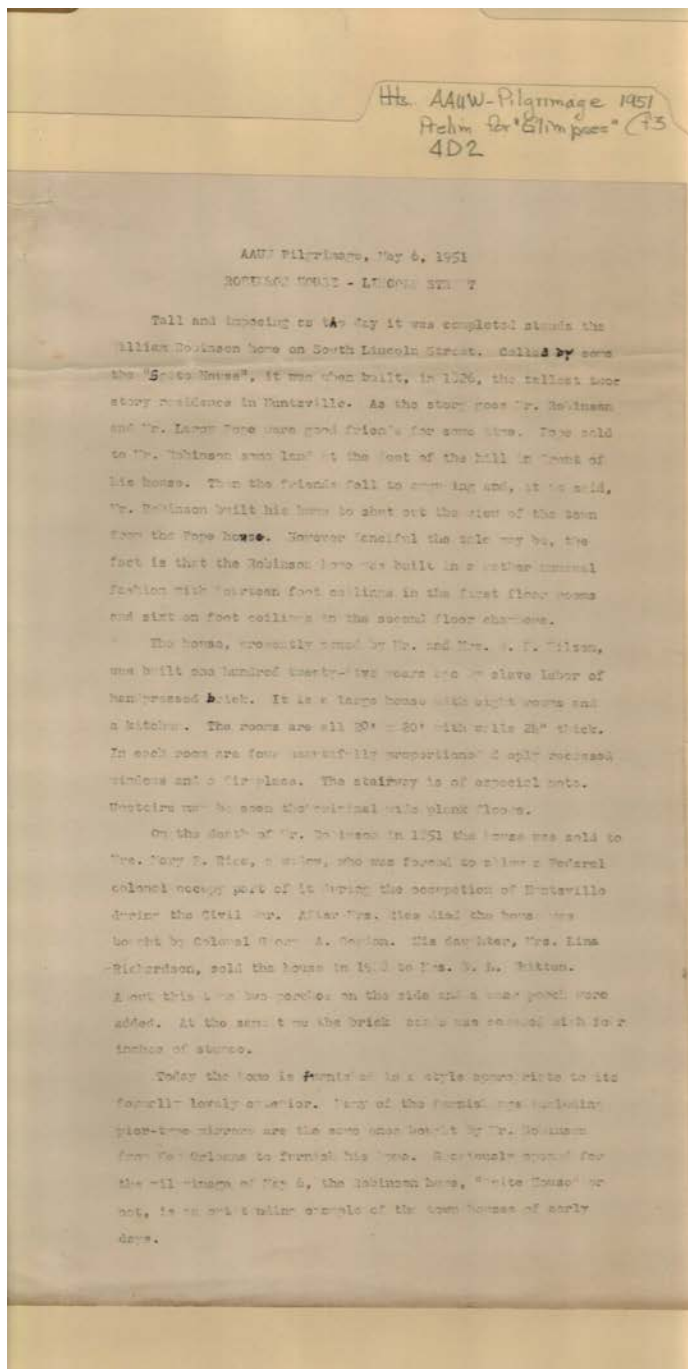 Hts. AAUW-Pilgrimage 1951
Prelim for "Glimpses"
4D2
AAUW Pilgrimage, May 6, 1951
ROBINSON HOUSE - LINCOLN STREET
Tall and imposing as the day it was completed stands the
William Robinson home on South Lincoln Street. Called by some
the "Spite House", it was when built, in 1826, the tallest two
story residence in Huntsville. As the story goes Mr. Robinson
and Mr. Leroy Pope were good friends for some time. Pope sold
to Mr. Robinson some land at the foot of the hill in front of
his house. Then the friends fell to and, it is said,
Mr. Robinson built his home to shut out the view of the town
from the Pope house. However fanciful the tale may be, the
fact is that the Robinson home was built in a rather unusual
fashion with fourteen foot ceilings in the first floor rooms
and sixteen foot ceilings in the second floor chambers.
The house, presently owned by Mr. and Mrs. Wilson,
was built one hundred twenty-five years ago by slave labor of
handpressed brick. It is a large house with eight rooms and
a kitchen. The rooms are all 20' x 20' with walls thick.
In each room are four beautifully proportioned deeply recessed
windows and a fireplace. The stairway is of especial note.
Upstairs may be seen the original wide plank floors.
On the death of Mr. Robinson in the house was sold to
Mrs. Mary Rice, a widow, who was forced to allow a Federal
colonel occupy part of it during the occupation of Huntsville
during the Civil War. After Mrs. Rice died the house was
bought by Colonel George A. Gordon. His daughter, Mrs. Lina
Richardson, sold the house in to Mrs. Whitten.
About this time two porches on the side and a porch were
added. At the same time the brick was covered with four
inches of stucco.
Today the home is furnished in a style appropriate to its
formally lovely exterior. Many of the furnishings including
pier-type mirrors are the same ones bought by Mr. Robinson
from New Orleans to furnish his home. Graciously opened for
the pilgrimage of May 6, the Robinson home, "Spite House" or
not, is an outstanding example of the town houses of early
days.